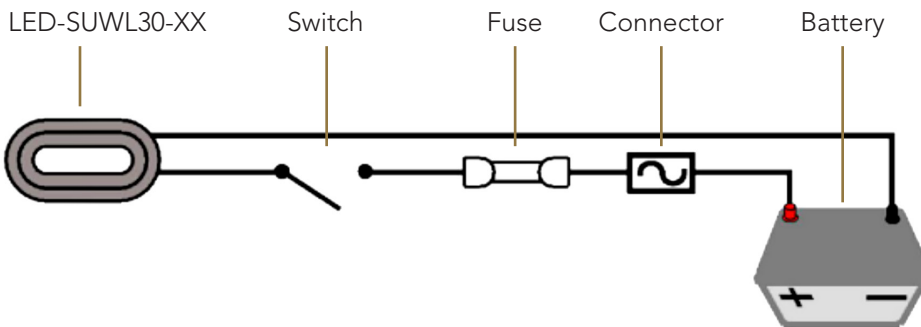 LED-SUWL30-XX Switch Fuse Connector Battery
+ −